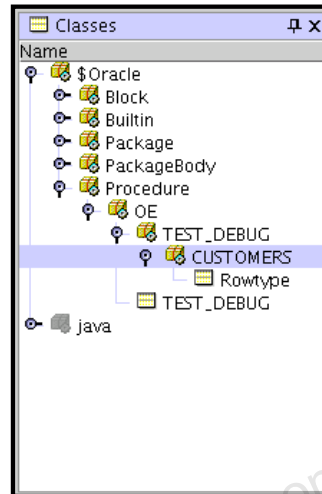 Classes
Name
$Oracle
Block
Builtin
Package
PackageBody
Procedure
OE
TEST_DEBUG
CUSTOMERS
Rowtype
TEST_DEBUG
java